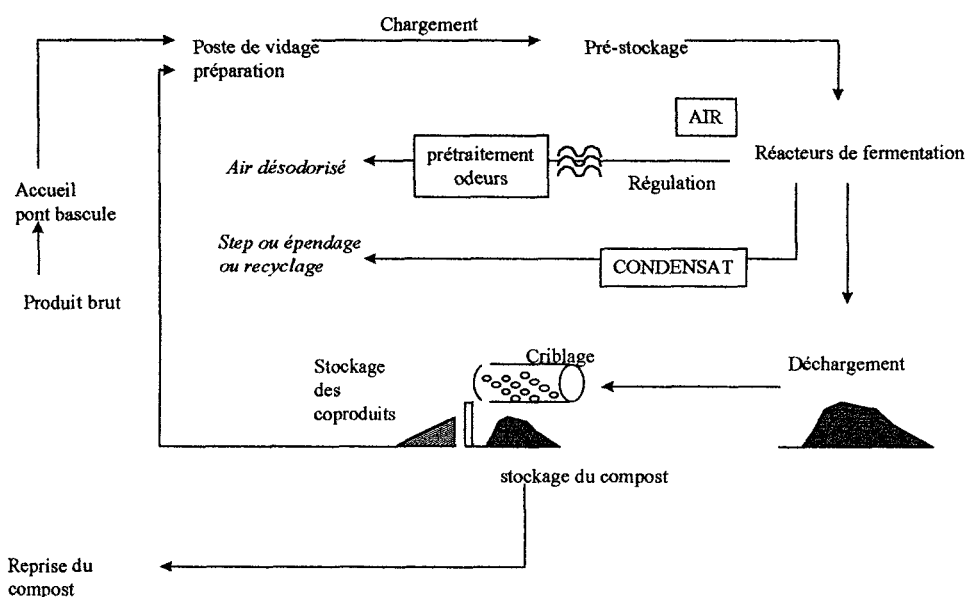 Chargement
Poste de vidage
préparation
Pré-stockage
AIR
Réacteurs de fermentation
prétraitement
odeurs
Air désodorisé
Régulation
Accueil
pont bascule
Step ou épendage
ou recyclage
CONDENSAT
Produit brut
Criblage
Stockage
des
coproduits
Déchargement
stockage du compost
Reprise du
compost